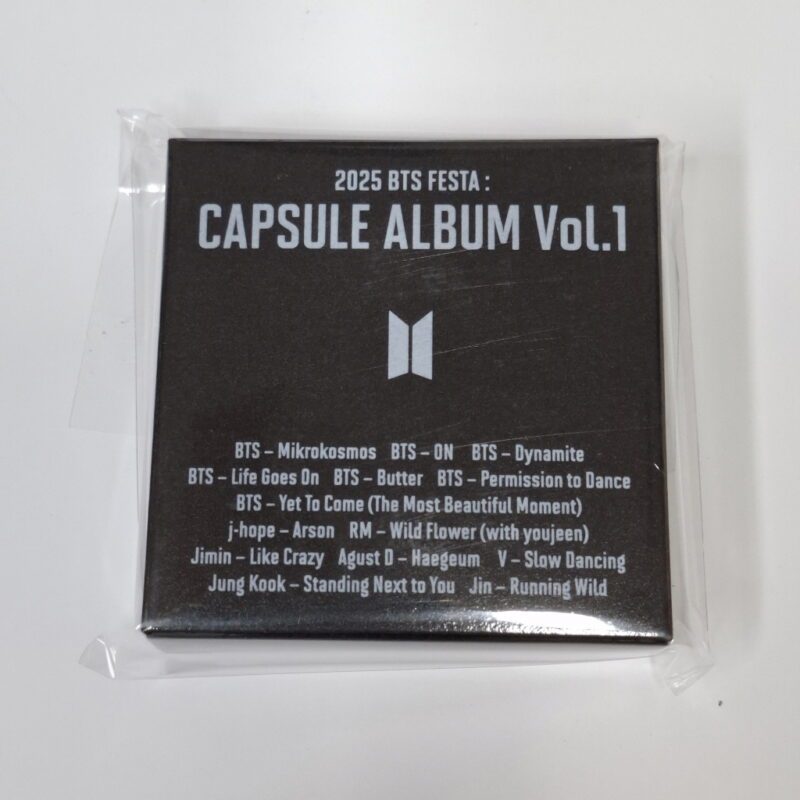 2025 BTS FESTA :
CAPSULE ALBUM Vol.1
BTS – Mikrokosmos BTS – ON BTS – Dynamite
BTS – Life Goes On BTS – Butter BTS – Permission to Dance
BTS – Yet To Come (The Most Beautiful Moment)
j-hope – Arson RM – Wild Flower (with youjeen)
Jimin – Like Crazy Agust D – Haegeum V – Slow Dancing
Jung Kook – Standing Next to You Jin – Running Wild